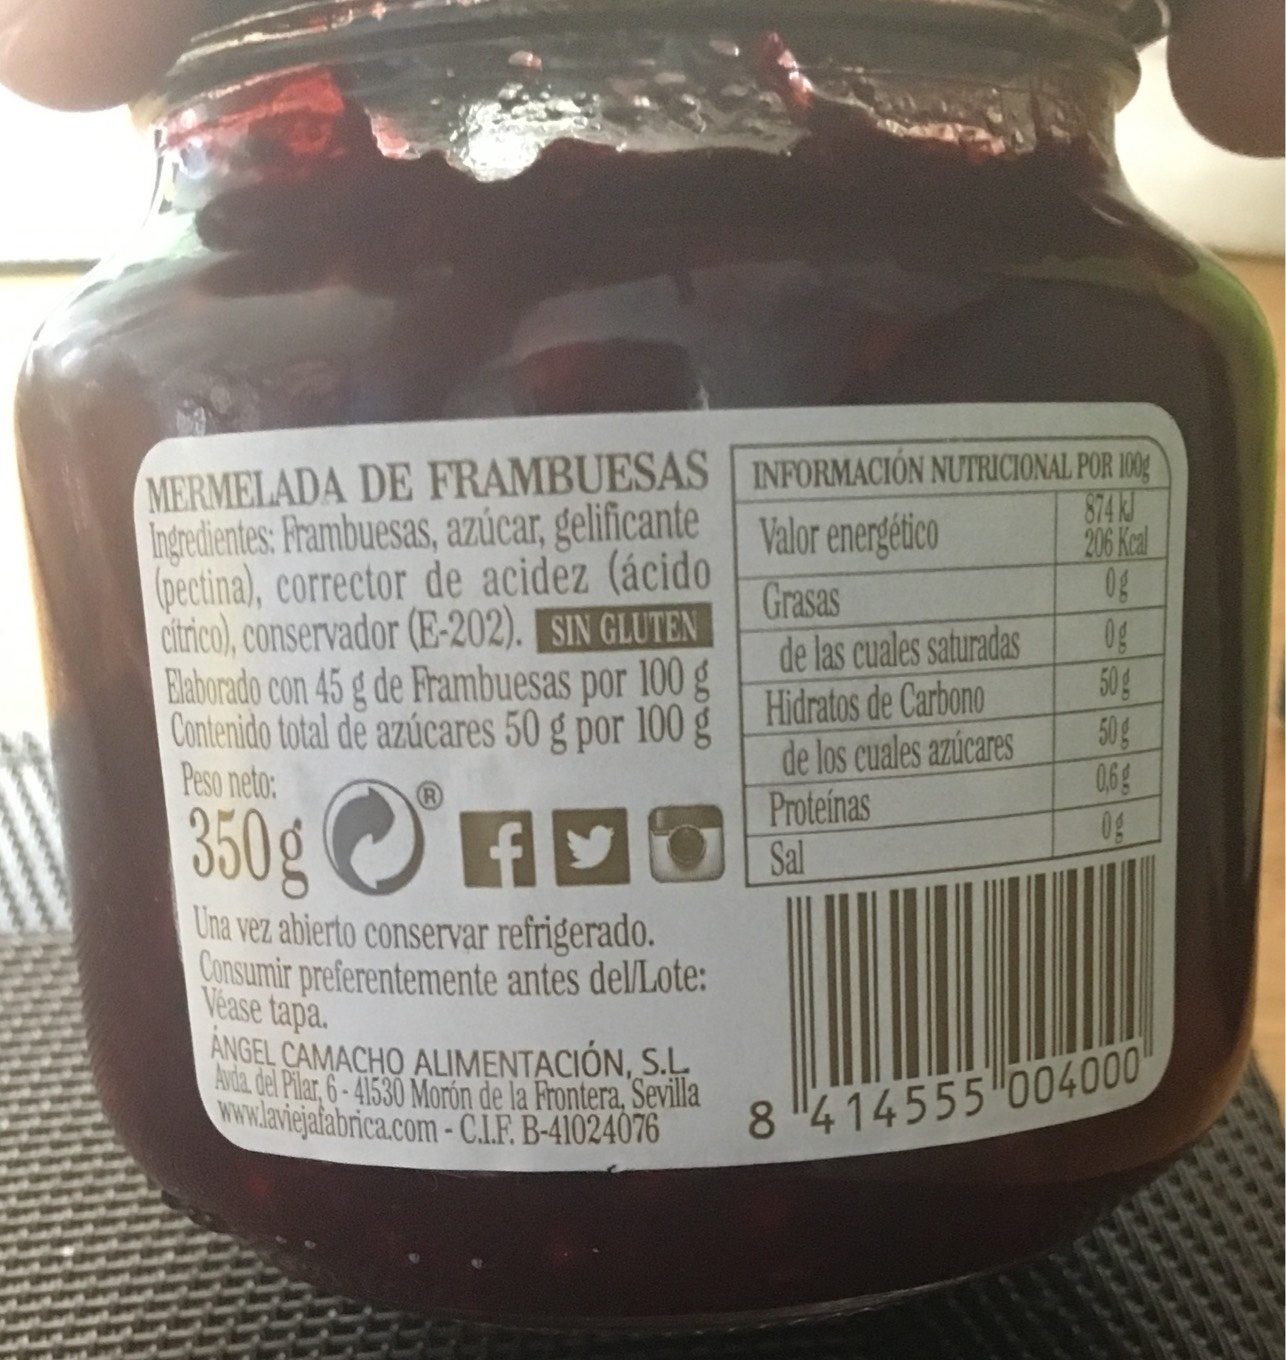 MERMELADA DE FRAMBUESAS
Ingredientes: Frambuesas, azúcar, gelificante
(pectina), corrector de acidez (ácido
cítrico), conservador (E-202). SIN GLUTEN
Elaborado con 45 g de Frambuesas por 100 g
Contenido total de azúcares 50 g por 100 g
Peso neto:
350 g
®
Una vez abierto conservar refrigerado.
Consumir preferentemente antes del/Lote:
Véase tapa.
ÁNGEL CAMACHO ALIMENTACIÓN, S.L.
Avda. del Pilar, 6 - 41530 Morón de la Frontera, Sevilla
www.laviejafabrica.com - C.I.F. B-41024076
INFORMACIÓN NUTRICIONAL POR 100g
Valor energético 874 kJ
206 Kcal
Grasas 0 g
de las cuales saturadas 0 g
Hidratos de Carbono 50 g
de los cuales azúcares 50 g
Proteínas 0,6 g
Sal 0 g
8 414555 004000